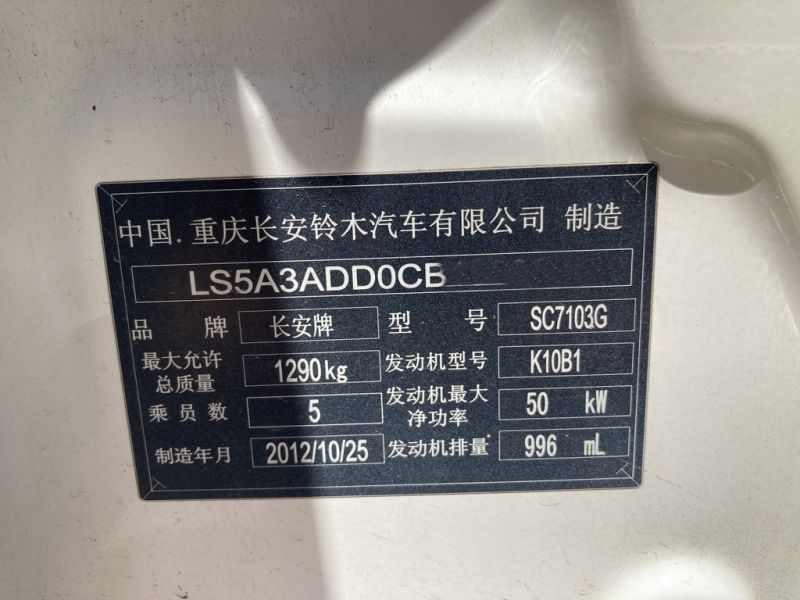 中国.重庆长安铃木汽车有限公司 制造
LS5A3ADD0CB
品 牌 长安牌 型 号 SC7103G
最大允许总质量 1290kg 发动机型号 K10B1
乘员数 5 发动机最大净功率 50 kW
制造年月 2012/10/25 发动机排量 996 mL